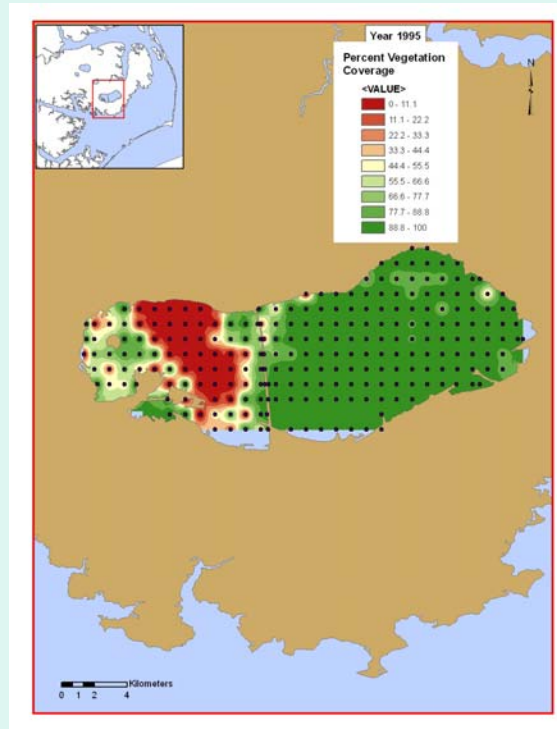 Year 1995
Percent Vegetation
Coverage
<VALUE>
0 - 11.1
11.1 - 22.2
22.2 - 33.3
33.3 - 44.4
44.4 - 55.5
55.5 - 66.6
66.6 - 77.7
77.7 - 88.8
88.8 - 100
N
Kilometers
0 1 2 4